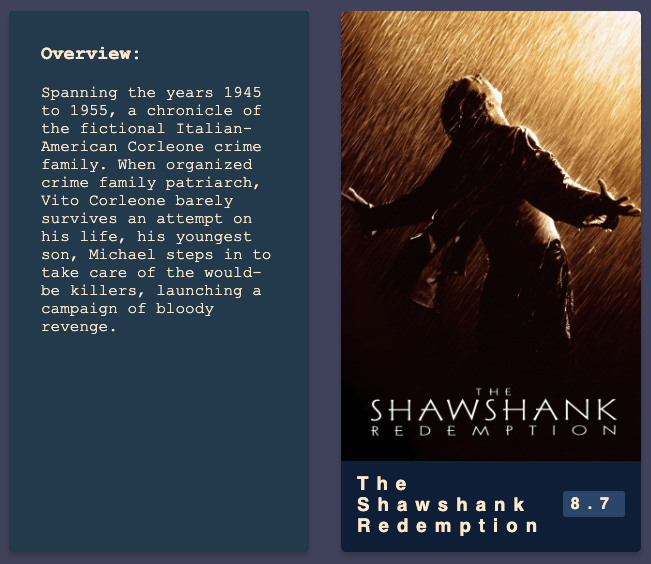 Overview:
Spanning the years 1945
to 1955, a chronicle of
the fictional Italian-
American Corleone crime
family. When organized
crime family patriarch,
Vito Corleone barely
survives an attempt on
his life, his youngest
son, Michael steps in to
take care of the would-
be killers, launching a
campaign of bloody
revenge.
THE
SHAWSHANK
REDEMPTION
The
Shawshank
Redemption
8.7